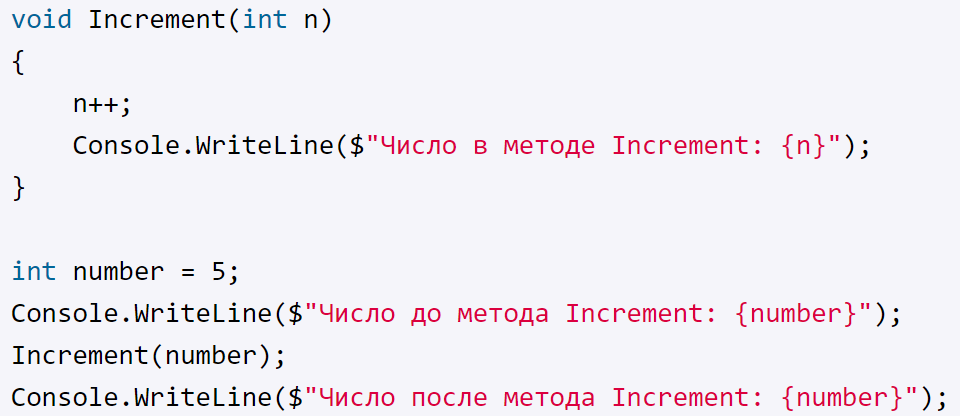 void Increment(int n)
{
    n++;
    Console.WriteLine($"Число в методе Increment: {n}");
}

int number = 5;
Console.WriteLine($"Число до метода Increment: {number}");
Increment(number);
Console.WriteLine($"Число после метода Increment: {number}");